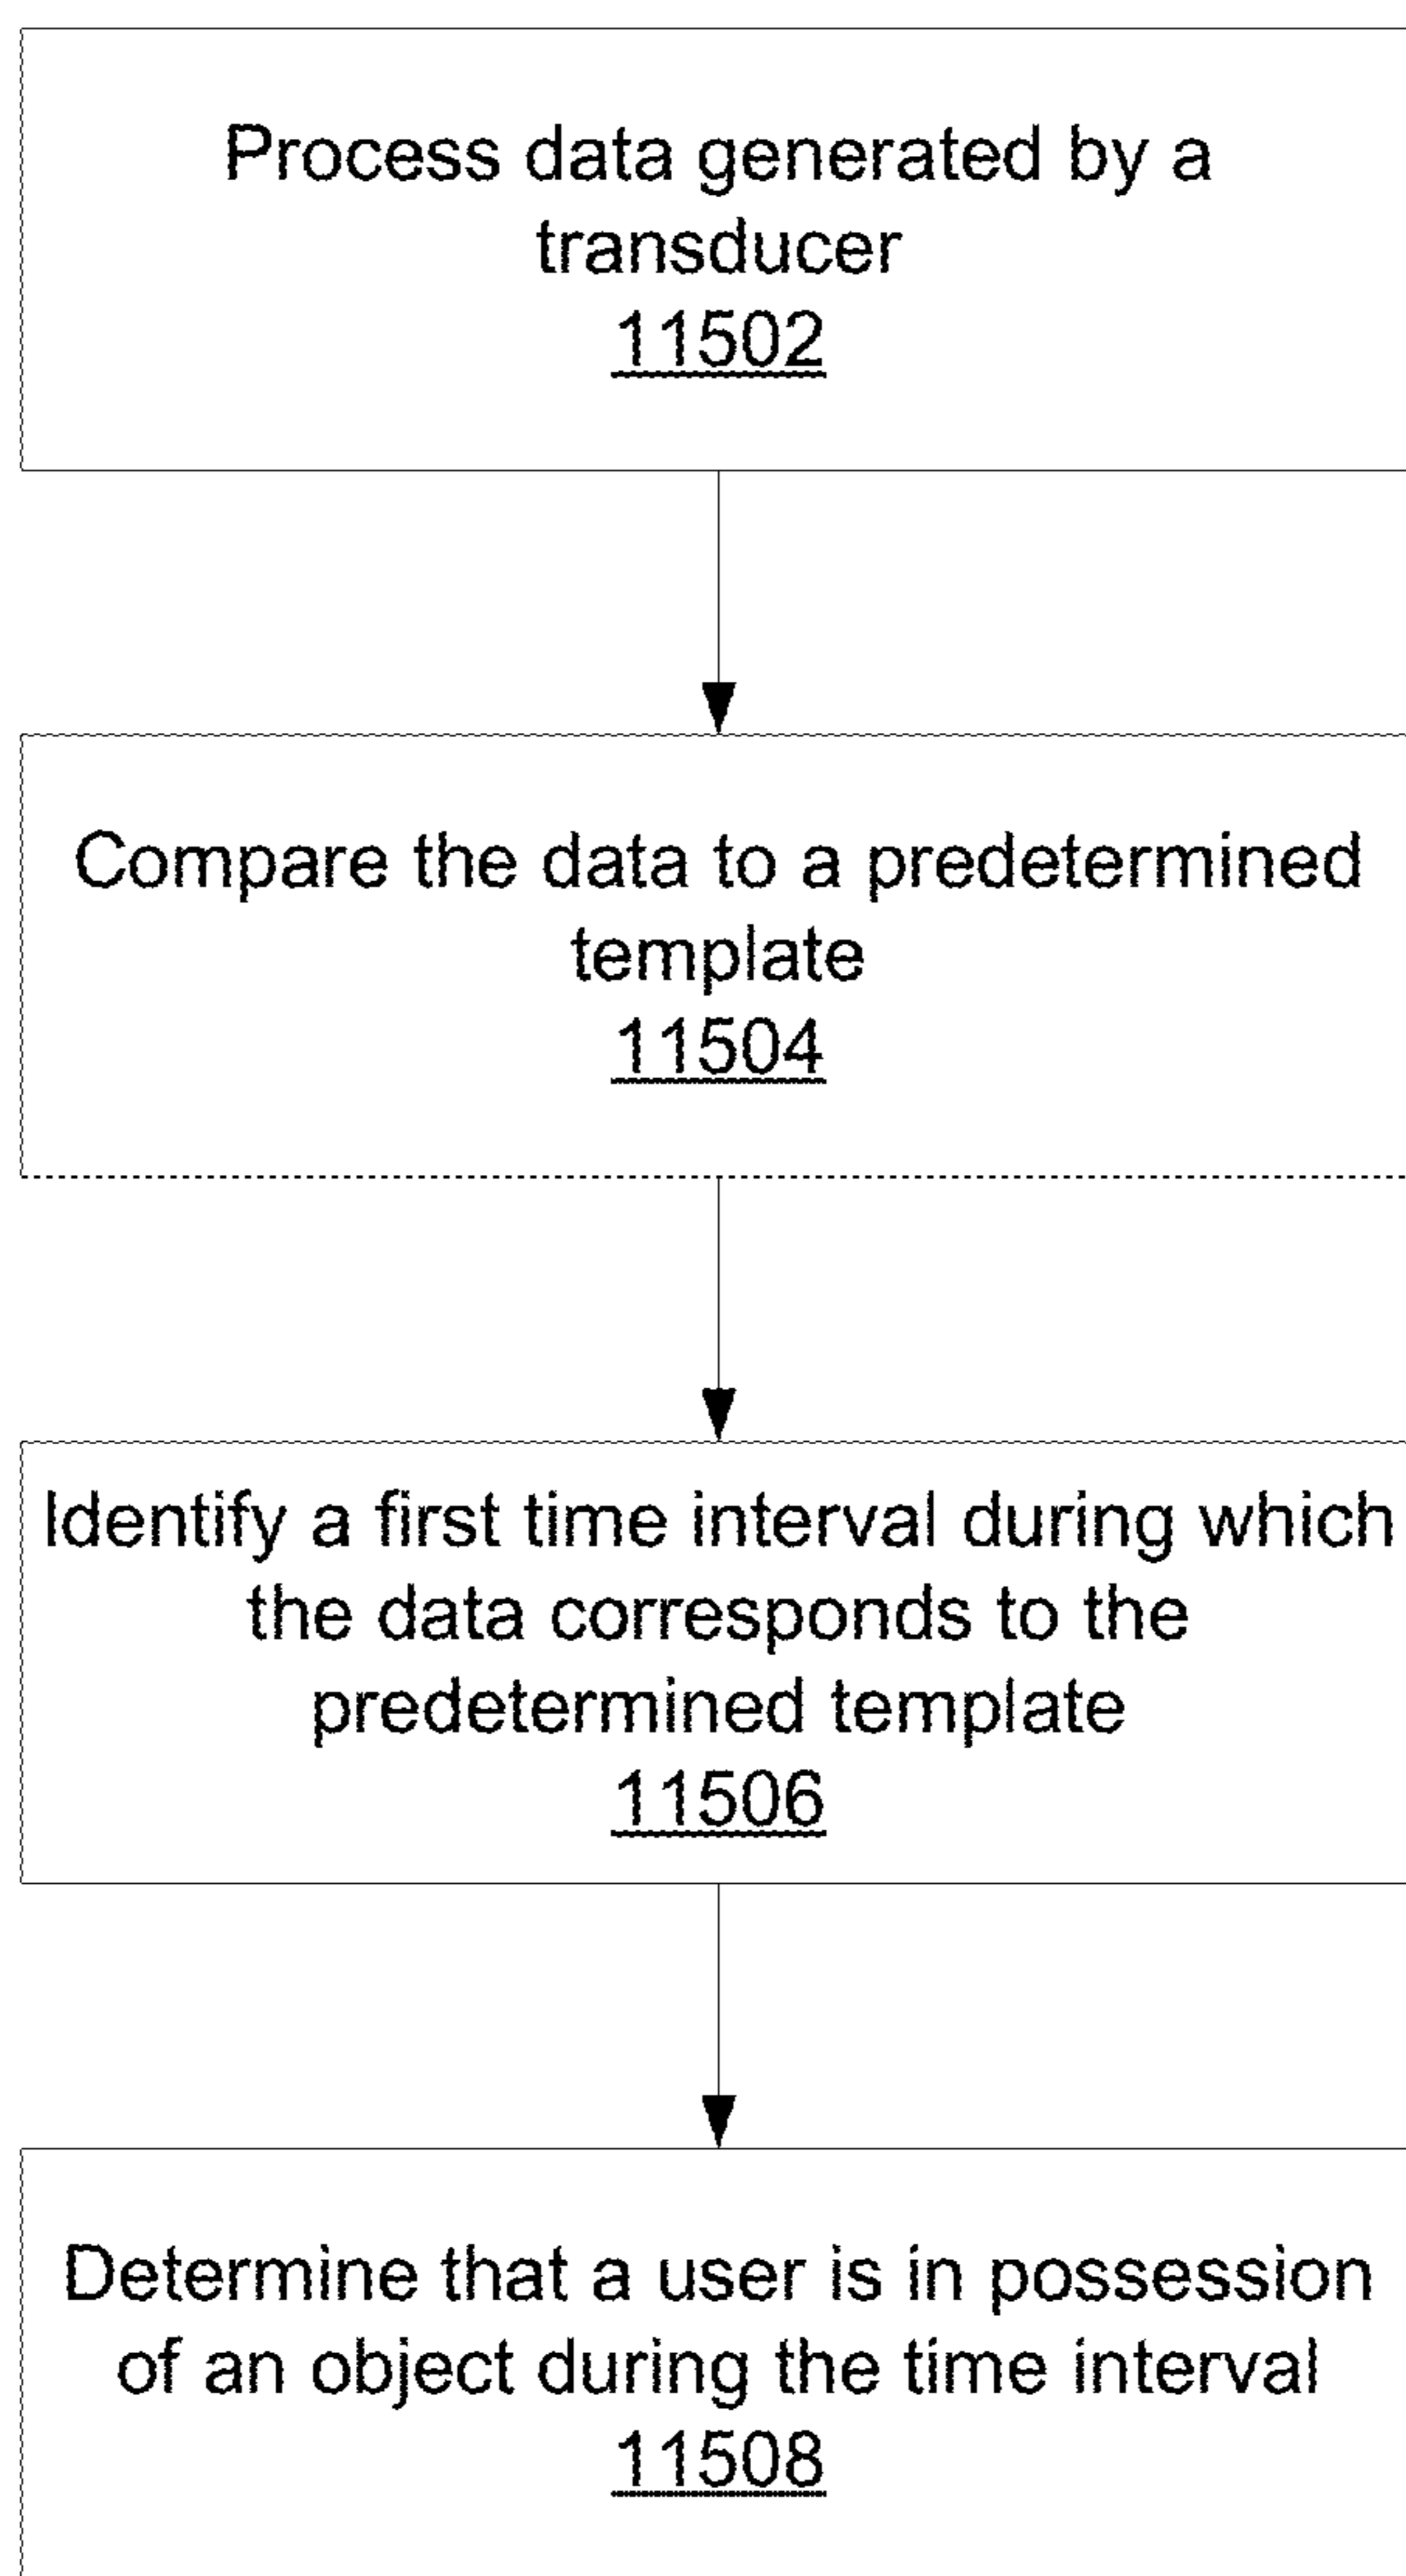 Process data generated by a
transducer
11502
Compare the data to a predetermined
template
11504
Identify a first time interval during which
the data corresponds to the
predetermined template
11506
Determine that a user is in possession
of an object during the time interval
11508